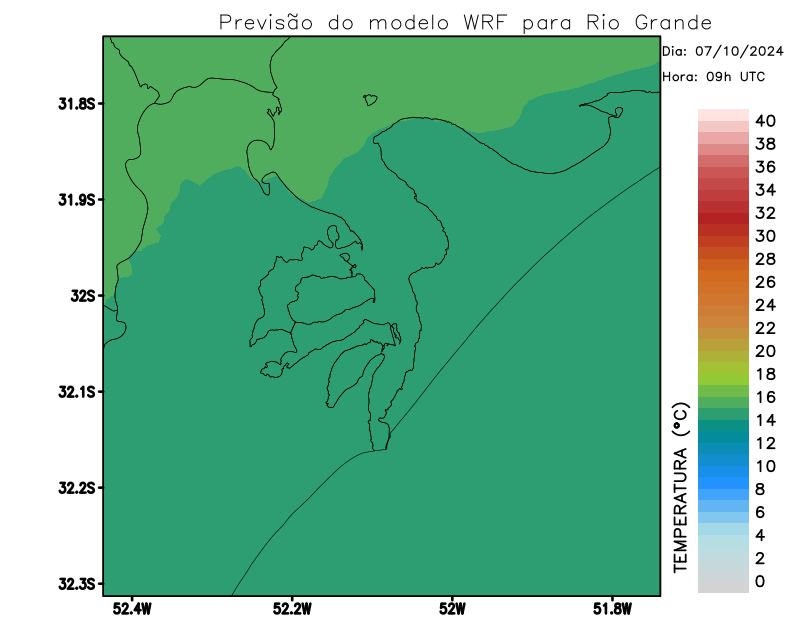 Previsão do modelo WRF para Rio Grande
Dia: 07/10/2024
Hora: 09h UTC
31.8S
31.9S
32S
32.1S
32.2S
32.3S
52.4W
52.2W
52W
51.8W
TEMPERATURA (°C)
40
38
36
34
32
30
28
26
24
22
20
18
16
14
12
10
8
6
4
2
0